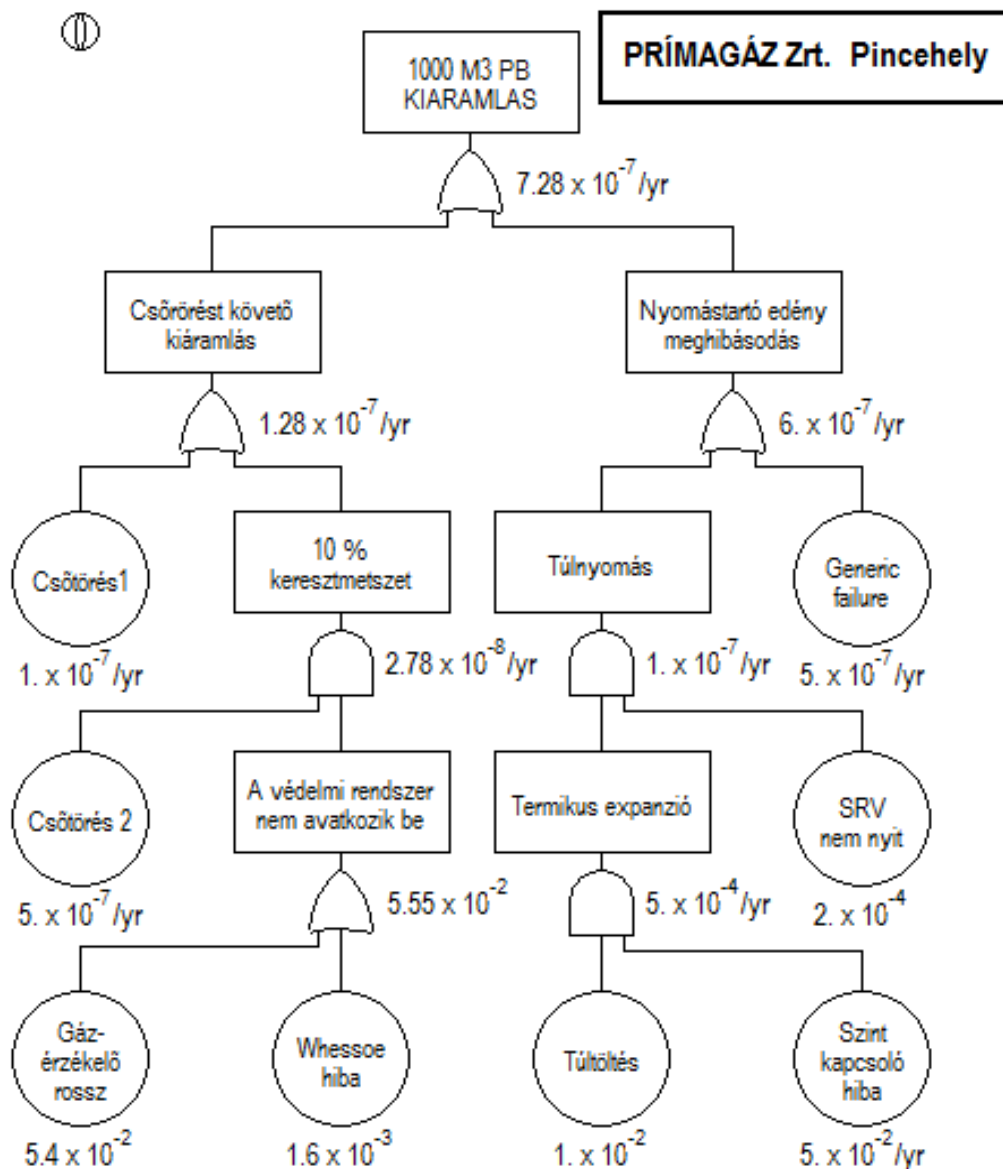 PRÍMAGÁZ Zrt. Pincehely
1000 M3 PB
KIARAMLAS
7.28 x 10⁻⁷/yr
Csőrörést követő
kiáramlás
Nyomástartó edény
meghibásodás
1.28 x 10⁻⁷/yr
6. x 10⁻⁷/yr
Csőtörés1
10 %
keresztmetszet
Túlnyomás
Generic
failure
1. x 10⁻⁷/yr
2.78 x 10⁻⁸/yr
1. x 10⁻⁷/yr
5. x 10⁻⁷/yr
Csőtörés 2
A védelmi rendszer
nem avatkozik be
Termikus expanzió
SRV
nem nyit
5. x 10⁻⁷/yr
5.55 x 10⁻²
5. x 10⁻⁴/yr
2. x 10⁻⁴
Gáz-
érzékelő
rossz
Whessoe
hiba
Túltöltés
Szint
kapcsoló
hiba
5.4 x 10⁻²
1.6 x 10⁻³
1. x 10⁻²
5. x 10⁻²/yr